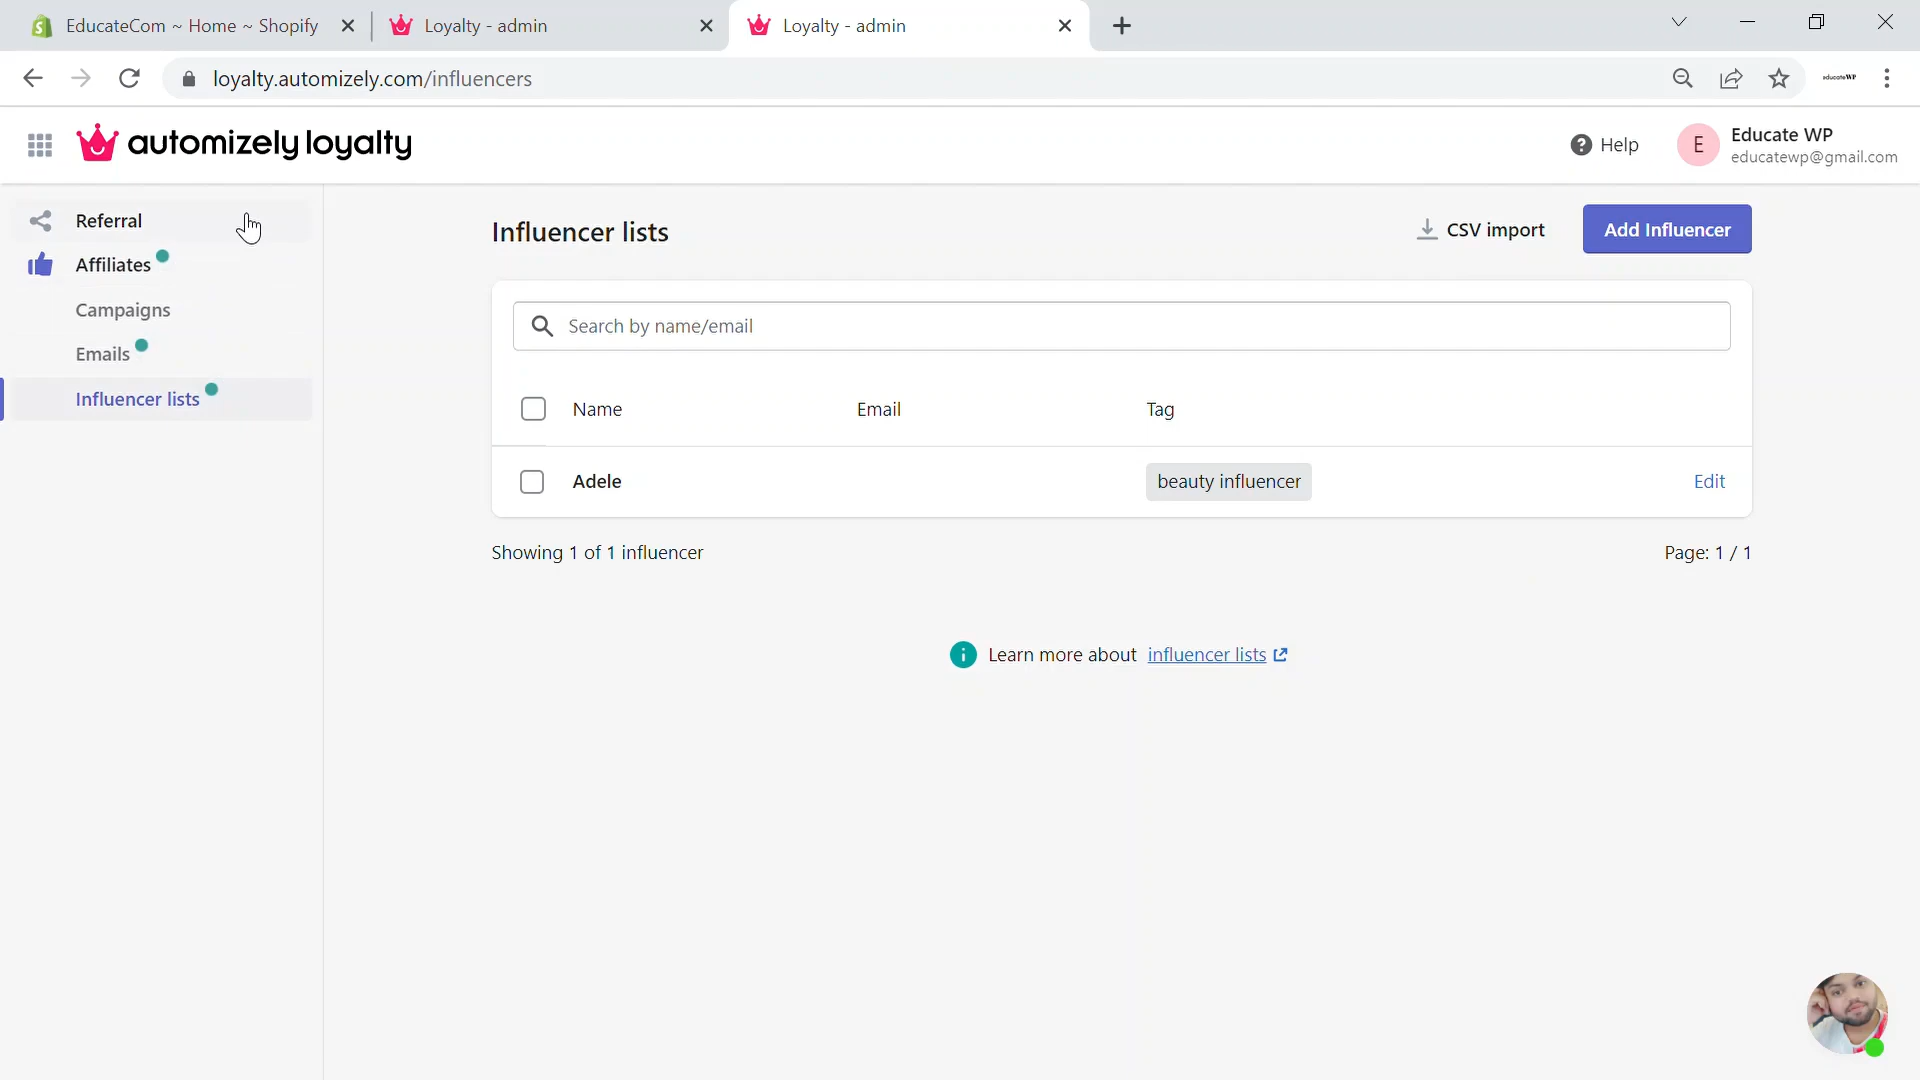 EducateCom ~ Home ~ Shopify
Loyalty - admin
Loyalty - admin
loyalty.automizely.com/influencers
educateWP
automizely loyalty
Help
E
Educate WP
educatewp@gmail.com
Referral
Affiliates
Campaigns
Emails
Influencer lists
Influencer lists
CSV import
Add Influencer
Search by name/email
Name Email Tag
Adele beauty influencer Edit
Showing 1 of 1 influencer
Page: 1 / 1
Learn more about influencer lists